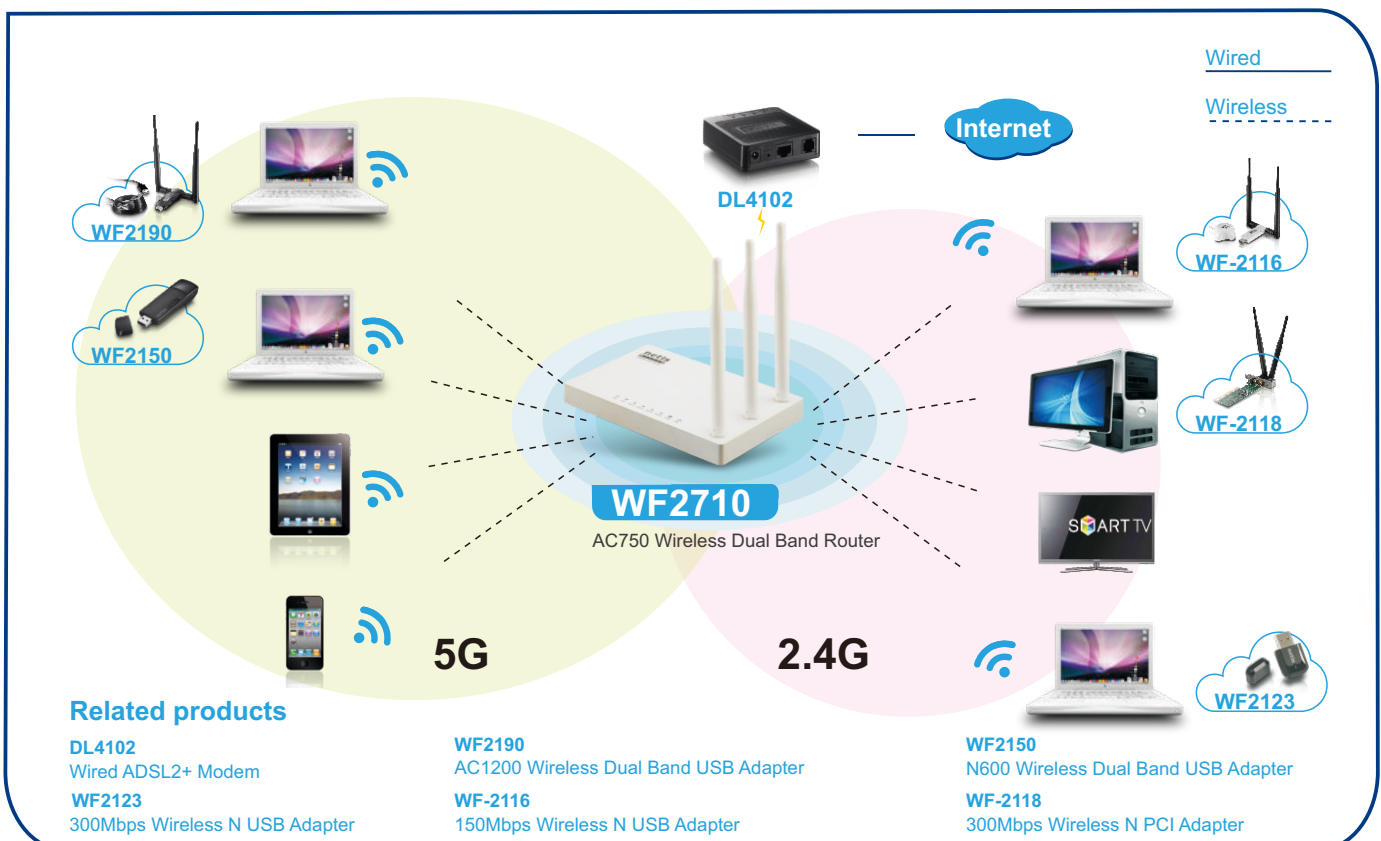 Wired
Wireless
Internet
DL4102
WF2190
WF-2116
WF2150
WF-2118
netis
WF2710
AC750 Wireless Dual Band Router
SMART TV
5G
2.4G
WF2123
Related products
DL4102
Wired ADSL2+ Modem
WF2190
AC1200 Wireless Dual Band USB Adapter
WF2150
N600 Wireless Dual Band USB Adapter
WF2123
300Mbps Wireless N USB Adapter
WF-2116
150Mbps Wireless N USB Adapter
WF-2118
300Mbps Wireless N PCI Adapter